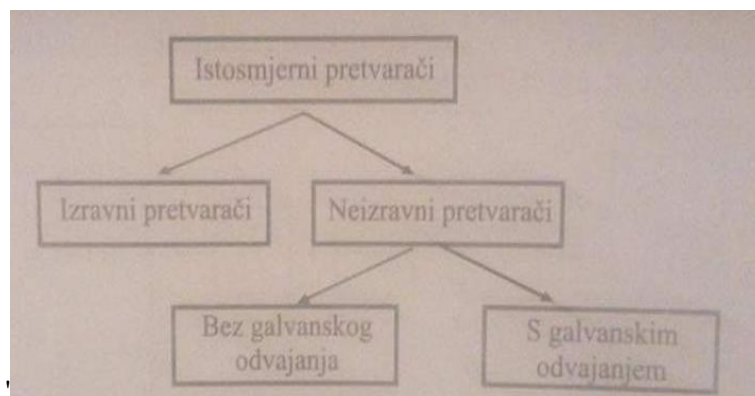 Istosmjerni pretvarači
Izravni pretvarači
Neizravni pretvarači
Bez galvanskog
odvajanja
S galvanskim
odvajanjem